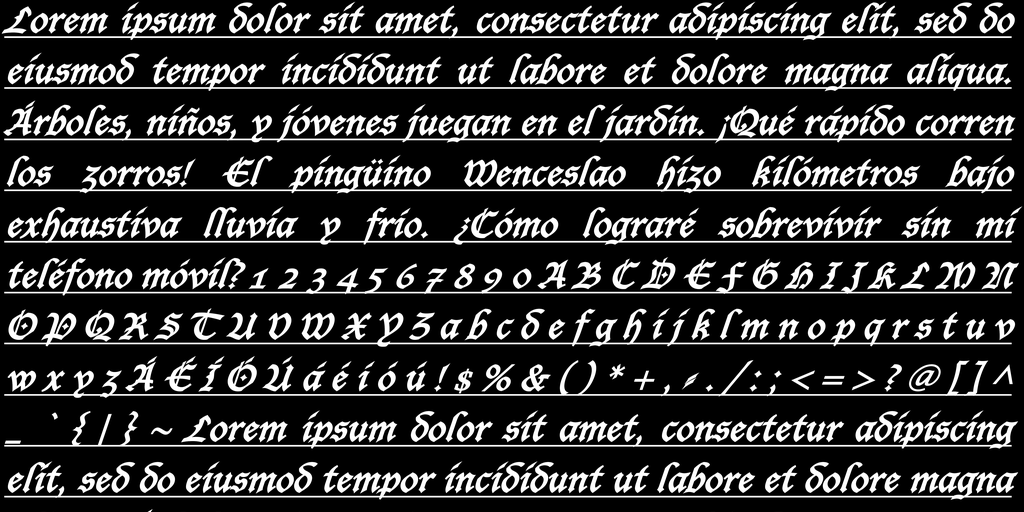 Lorem ipsum dolor sit amet, consectetur adipiscing elit, sed do
eiusmod tempor incididunt ut labore et dolore magna aliqua.
Árboles, niños, y jóvenes juegan en el jardín. ¡Qué rápido corren
los zorros! El pingüino Wenceslao hizo kilómetros bajo
exhaustiva lluvia y frío. ¿Cómo lograré sobrevivir sin mi
teléfono móvil? 1 2 3 4 5 6 7 8 9 0 A B C D E F G H I J K L M N
O P Q R S T U V W X Y Z a b c d e f g h i j k l m n o p q r s t u v
w x y z Á É Í Ó Ú á é í ó ú ! $ % & ( ) * + , - . / : ; < = > ? @ [ ] ^
_ ` { | } ~ Lorem ipsum dolor sit amet, consectetur adipiscing
elit, sed do eiusmod tempor incididunt ut labore et dolore magna